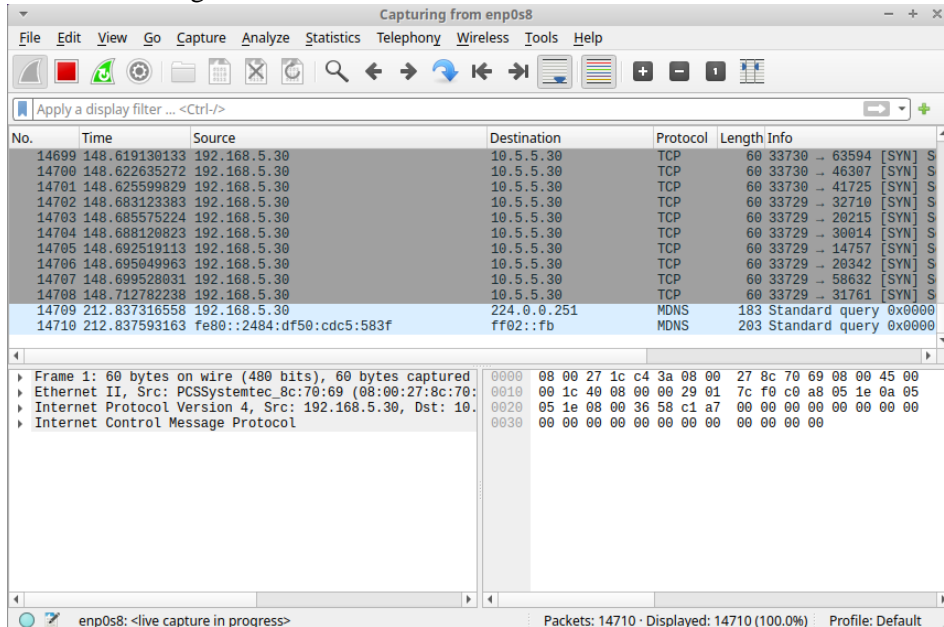 Capturing from enp0s8
File Edit View Go Capture Analyze Statistics Telephony Wireless Tools Help
Apply a display filter ... <Ctrl-/>
No. Time Source Destination Protocol Length Info
14699 148.619130133 192.168.5.30 10.5.5.30 TCP 60 33730 → 63594 [SYN] S
14700 148.622635272 192.168.5.30 10.5.5.30 TCP 60 33730 → 46307 [SYN] S
14701 148.625599829 192.168.5.30 10.5.5.30 TCP 60 33730 → 41725 [SYN] S
14702 148.683123383 192.168.5.30 10.5.5.30 TCP 60 33729 → 32710 [SYN] S
14703 148.685575224 192.168.5.30 10.5.5.30 TCP 60 33729 → 20215 [SYN] S
14704 148.688120823 192.168.5.30 10.5.5.30 TCP 60 33729 → 30014 [SYN] S
14705 148.692519113 192.168.5.30 10.5.5.30 TCP 60 33729 → 14757 [SYN] S
14706 148.695049963 192.168.5.30 10.5.5.30 TCP 60 33729 → 20342 [SYN] S
14707 148.699528031 192.168.5.30 10.5.5.30 TCP 60 33729 → 58632 [SYN] S
14708 148.712782238 192.168.5.30 10.5.5.30 TCP 60 33729 → 31761 [SYN] S
14709 212.837316558 192.168.5.30 224.0.0.251 MDNS 183 Standard query 0x0000
14710 212.837593163 fe80::2484:df50:cdc5:583f ff02::fb MDNS 203 Standard query 0x0000
Frame 1: 60 bytes on wire (480 bits), 60 bytes captured
Ethernet II, Src: PCSSystemtec_8c:70:69 (08:00:27:8c:70:
Internet Protocol Version 4, Src: 192.168.5.30, Dst: 10.
Internet Control Message Protocol
0000 08 00 27 1c c4 3a 08 00 27 8c 70 69 08 00 45 00
0010 00 1c 40 08 00 00 29 01 7c f0 c0 a8 05 1e 0a 05
0020 05 1e 08 00 36 58 c1 a7 00 00 00 00 00 00 00 00
0030 00 00 00 00 00 00 00 00 00 00 00 00
enp0s8: <live capture in progress> Packets: 14710 · Displayed: 14710 (100.0%) Profile: Default